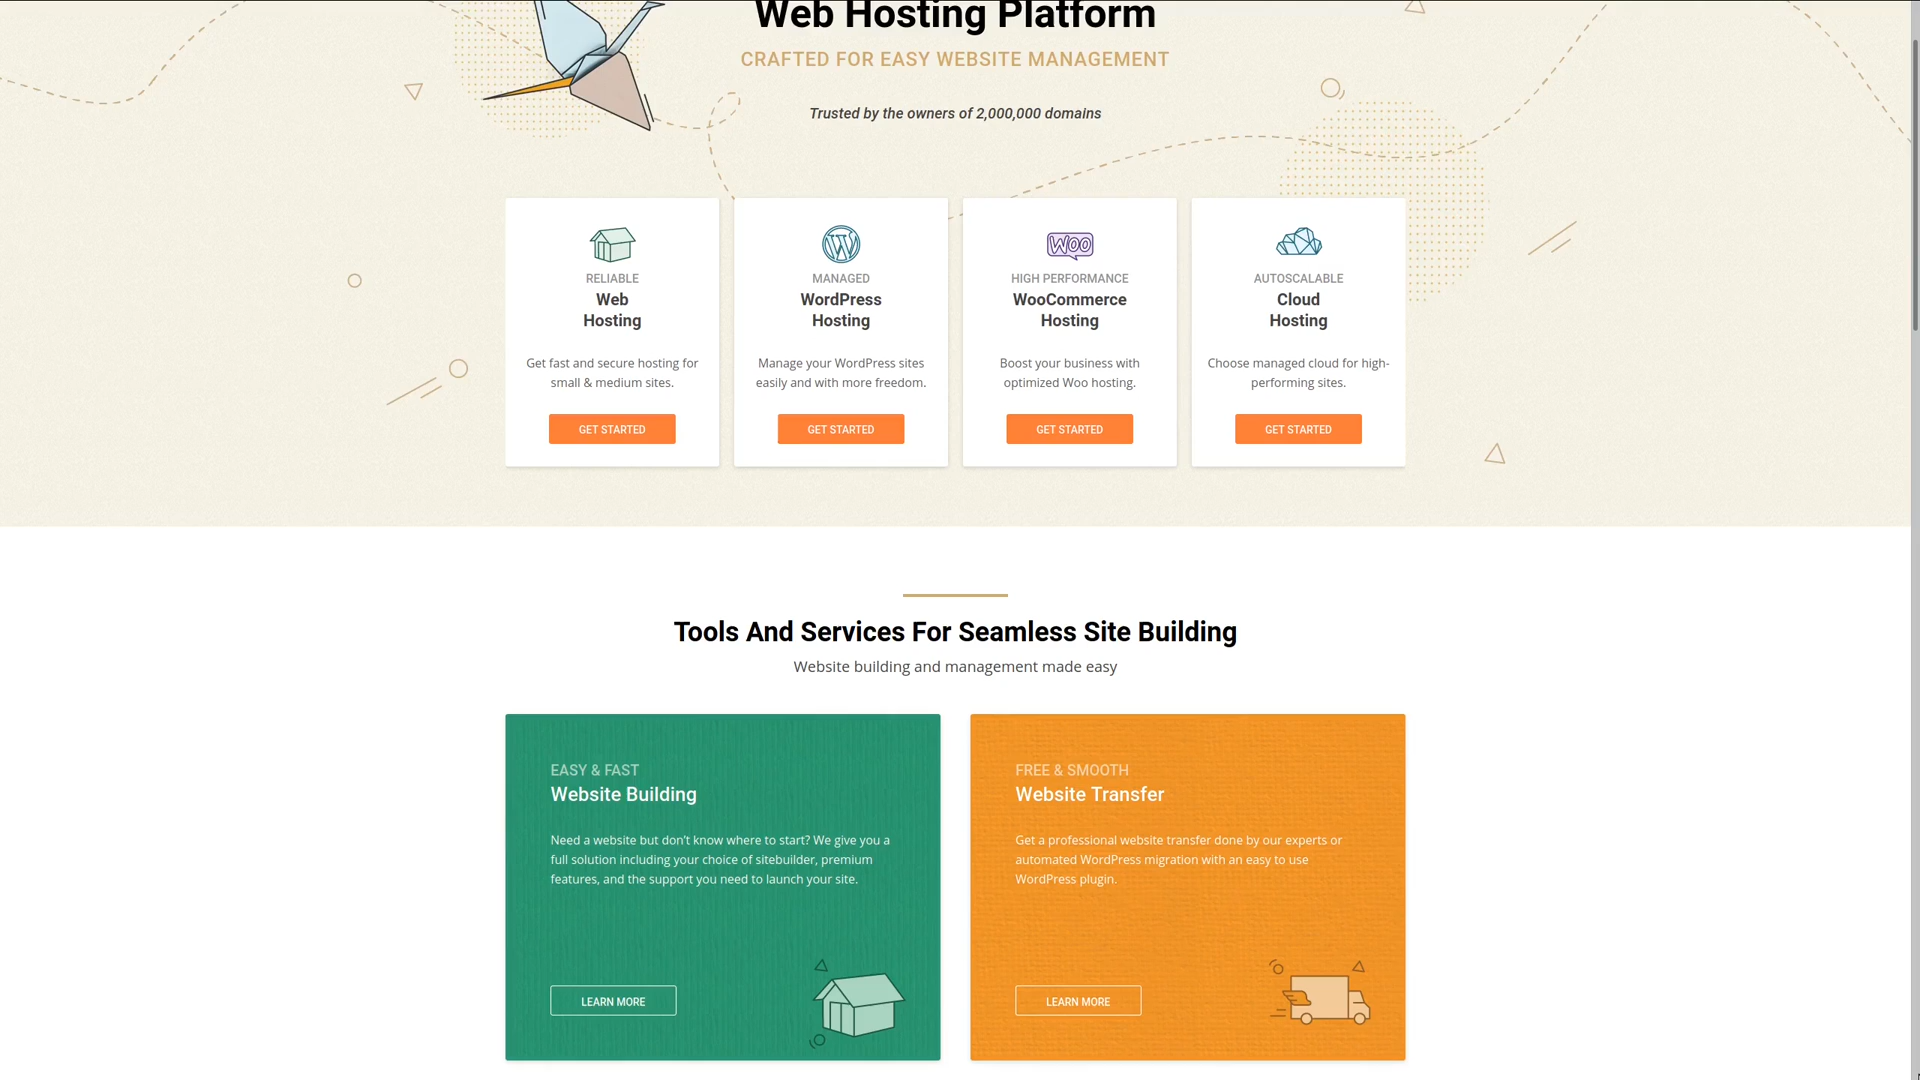 Web Hosting Platform
CRAFTED FOR EASY WEBSITE MANAGEMENT
Trusted by the owners of 2,000,000 domains
RELIABLE
Web
Hosting
Get fast and secure hosting for
small & medium sites.
GET STARTED
MANAGED
WordPress
Hosting
Manage your WordPress sites
easily and with more freedom.
GET STARTED
WOO
HIGH PERFORMANCE
WooCommerce
Hosting
Boost your business with
optimized Woo hosting.
GET STARTED
AUTOSCALABLE
Cloud
Hosting
Choose managed cloud for high-
performing sites.
GET STARTED
Tools And Services For Seamless Site Building
Website building and management made easy
EASY & FAST
Website Building
Need a website but don't know where to start? We give you a
full solution including your choice of sitebuilder, premium
features, and the support you need to launch your site.
LEARN MORE
FREE & SMOOTH
Website Transfer
Get a professional website transfer done by our experts or
automated WordPress migration with an easy to use
WordPress plugin.
LEARN MORE